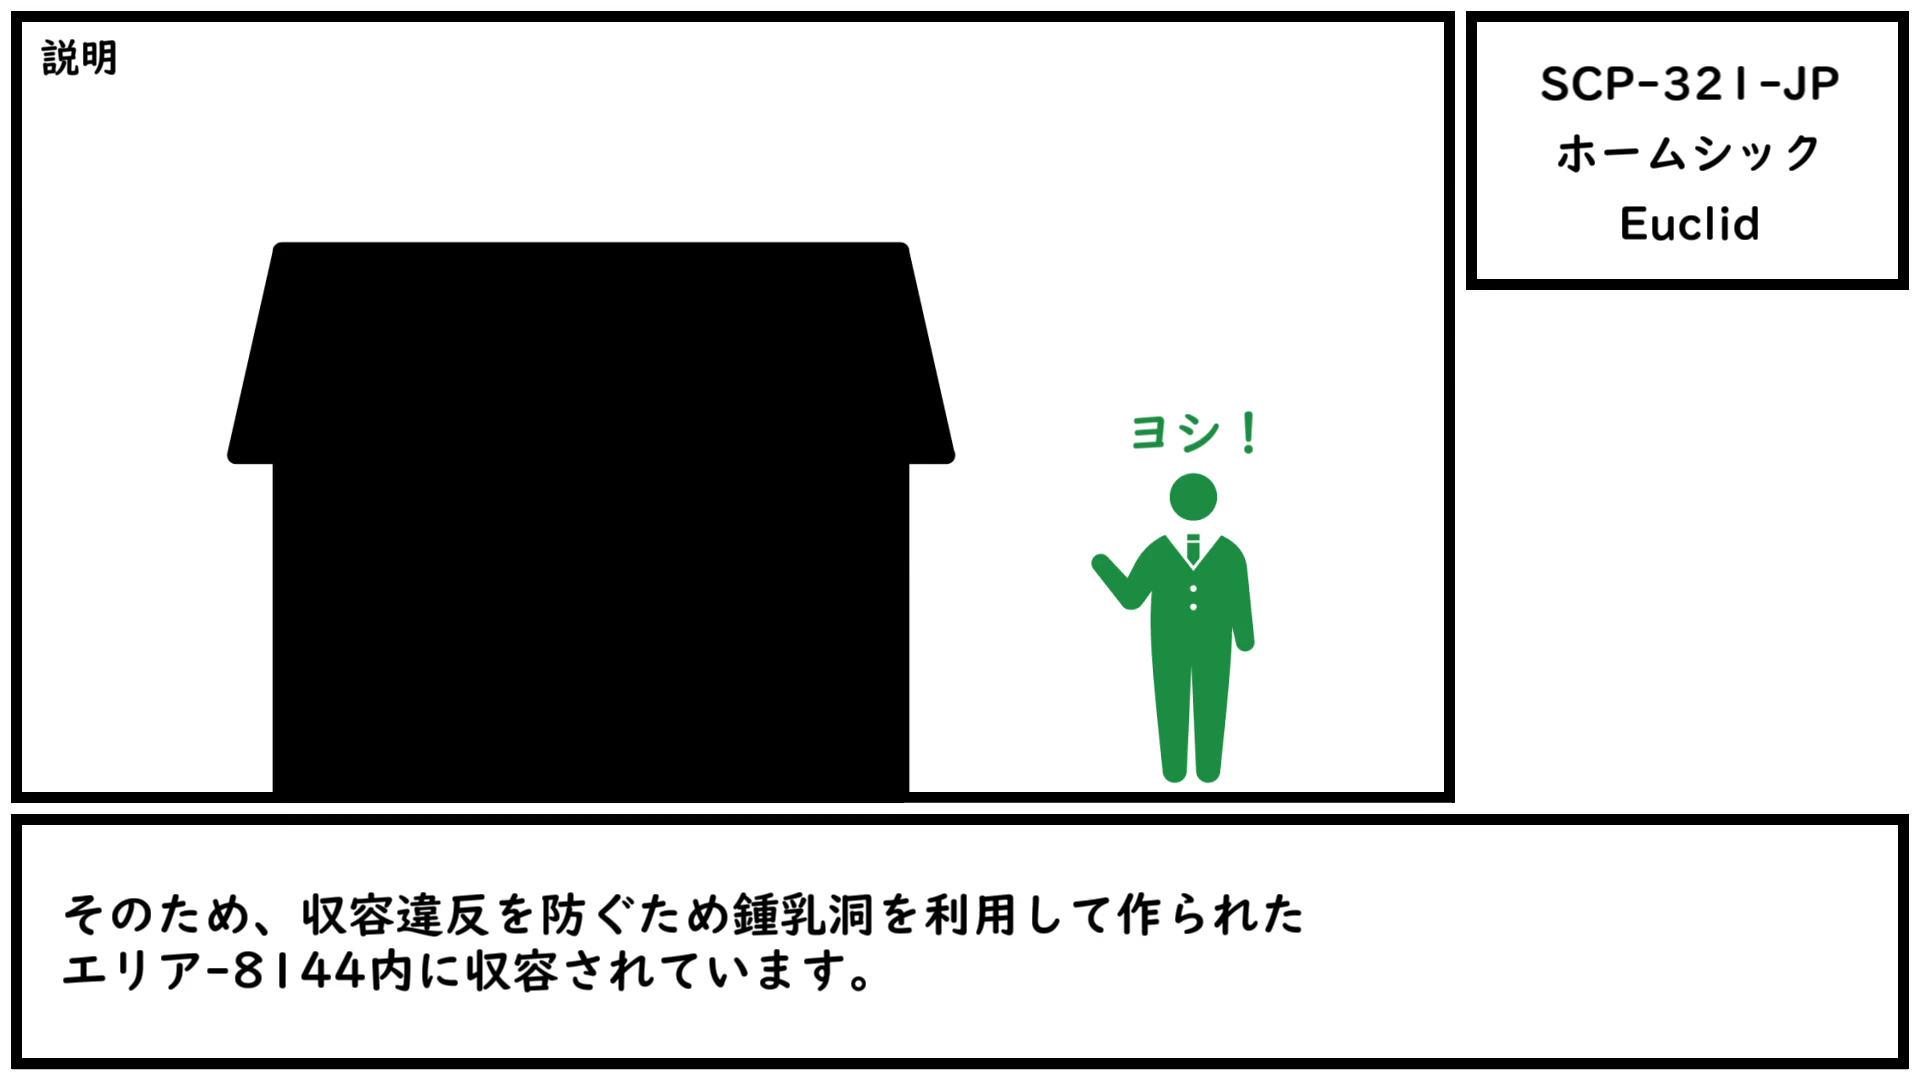 説明
SCP-321-JP
ホームシック
Euclid
ヨシ！
そのため、収容違反を防ぐため鍾乳洞を利用して作られた
エリア-8144内に収容されています。